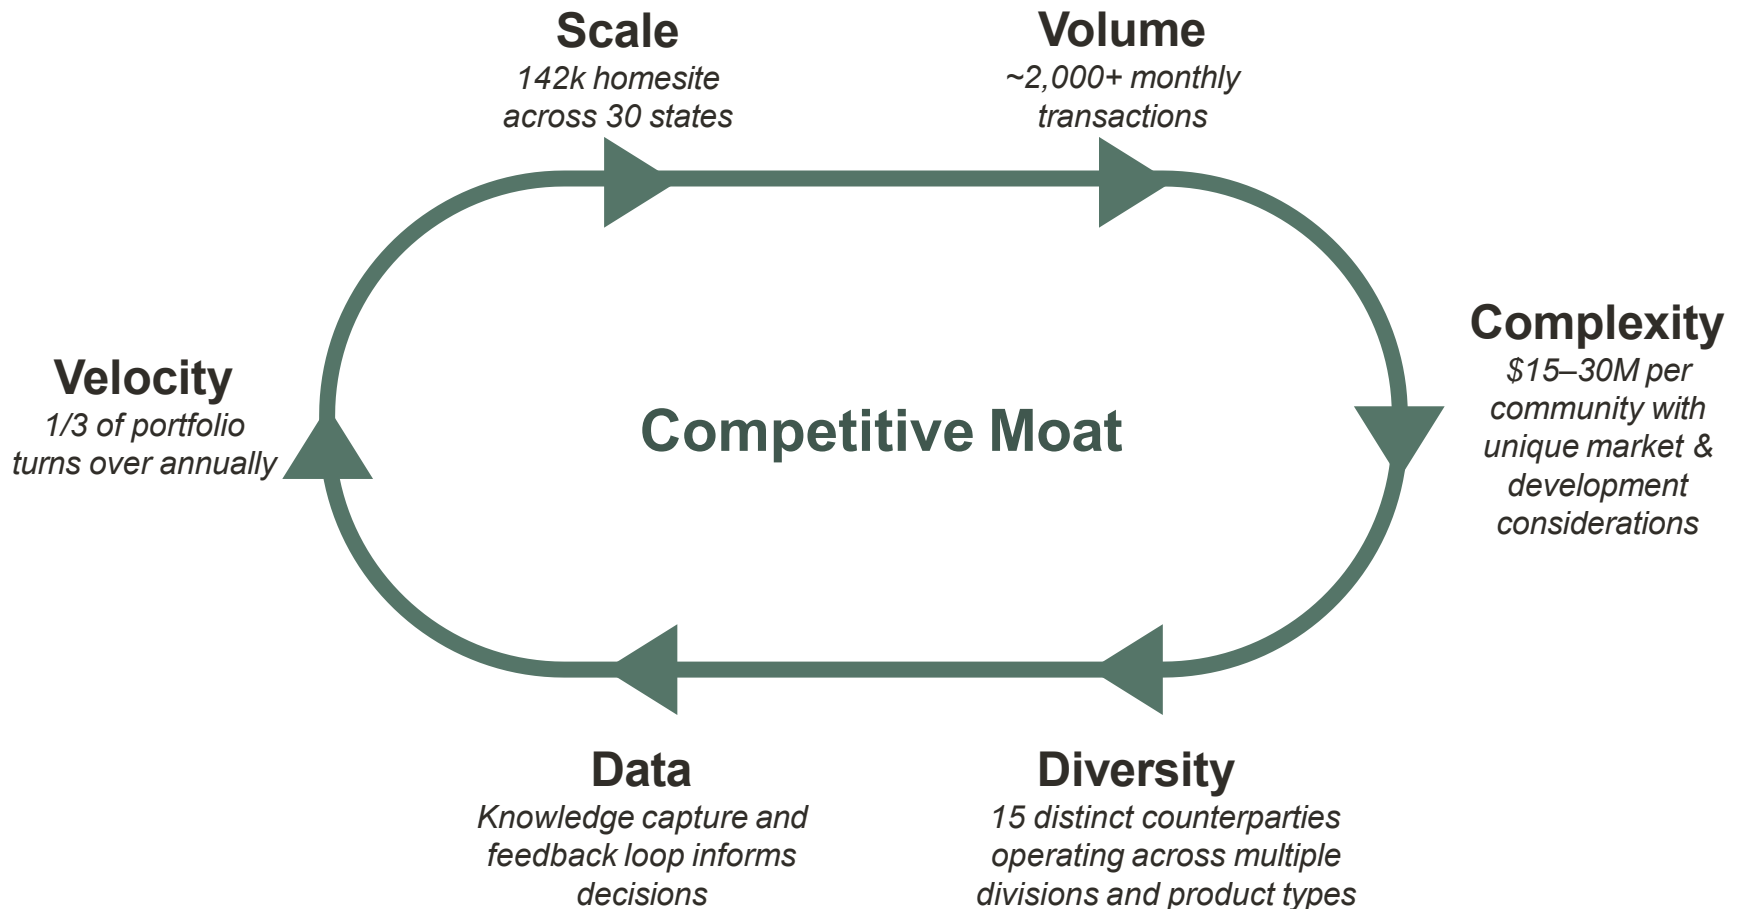 Scale
142k homesite
across 30 states
Volume
~2,000+ monthly
transactions
Complexity
$15–30M per
community with
unique market &
development
considerations
Velocity
1/3 of portfolio
turns over annually
Competitive Moat
Data
Knowledge capture and
feedback loop informs
decisions
Diversity
15 distinct counterparties
operating across multiple
divisions and product types